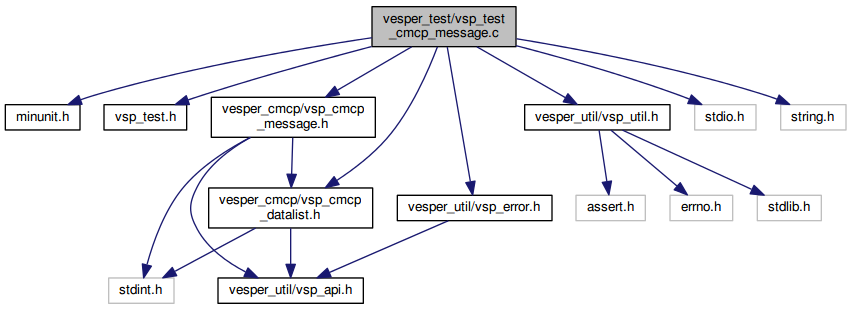 vesper_test/vsp_test
_cmcp_message.c
minunit.h
vsp_test.h
vesper_cmcp/vsp_cmcp
_message.h
vesper_util/vsp_util.h
stdio.h
string.h
vesper_cmcp/vsp_cmcp
_datalist.h
vesper_util/vsp_error.h
assert.h
errno.h
stdlib.h
stdint.h
vesper_util/vsp_api.h